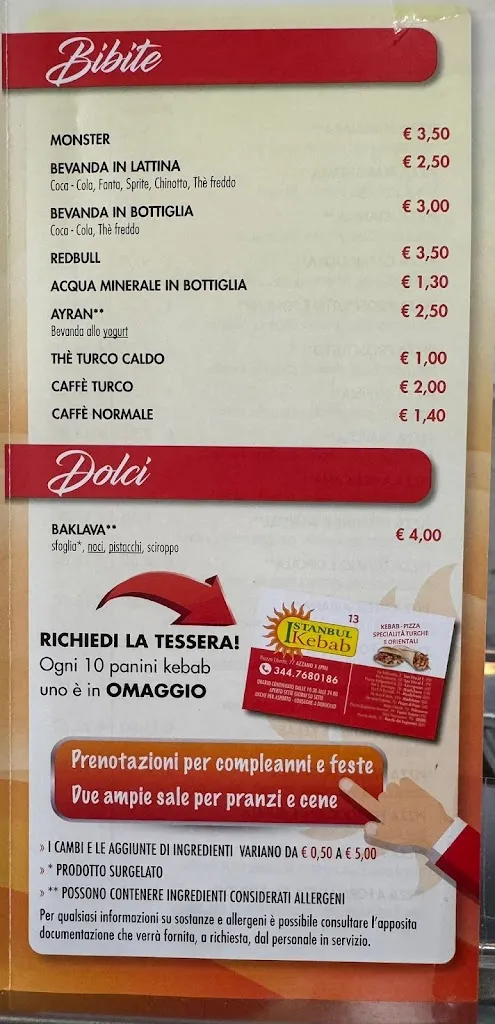 Bibite
MONSTER € 3,50
BEVANDA IN LATTINA € 2,50
Coca - Cola, Fanta, Sprite, Chinotto, Thè freddo
BEVANDA IN BOTTIGLIA € 3,00
Coca - Cola, Thè freddo
REDBULL € 3,50
ACQUA MINERALE IN BOTTIGLIA € 1,30
AYRAN** € 2,50
Bevanda allo yogurt
THÈ TURCO CALDO € 1,00
CAFFÈ TURCO € 2,00
CAFFÈ NORMALE € 1,40
Dolci
BAKLAVA** € 4,00
sfoglia*, noci, pistacchi, sciroppo
RICHIEDI LA TESSERA!
Ogni 10 panini kebab
uno è in OMAGGIO
13
ISTANBUL
Kebab
KEBAB - PIZZA
SPECIALITÀ TURCHE
E ORIENTALI
344.7680186
Prenotazioni per compleanni e feste
Due ampie sale per pranzi e cene
» I CAMBI E LE AGGIUNTE DI INGREDIENTI VARIANO DA € 0,50 A € 5,00
» * PRODOTTO SURGELATO
» ** POSSONO CONTENERE INGREDIENTI CONSIDERATI ALLERGENI
Per qualsiasi informazioni su sostanze e allergeni è possibile consultare l'apposita
documentazione che verrà fornita, a richiesta, dal personale in servizio.